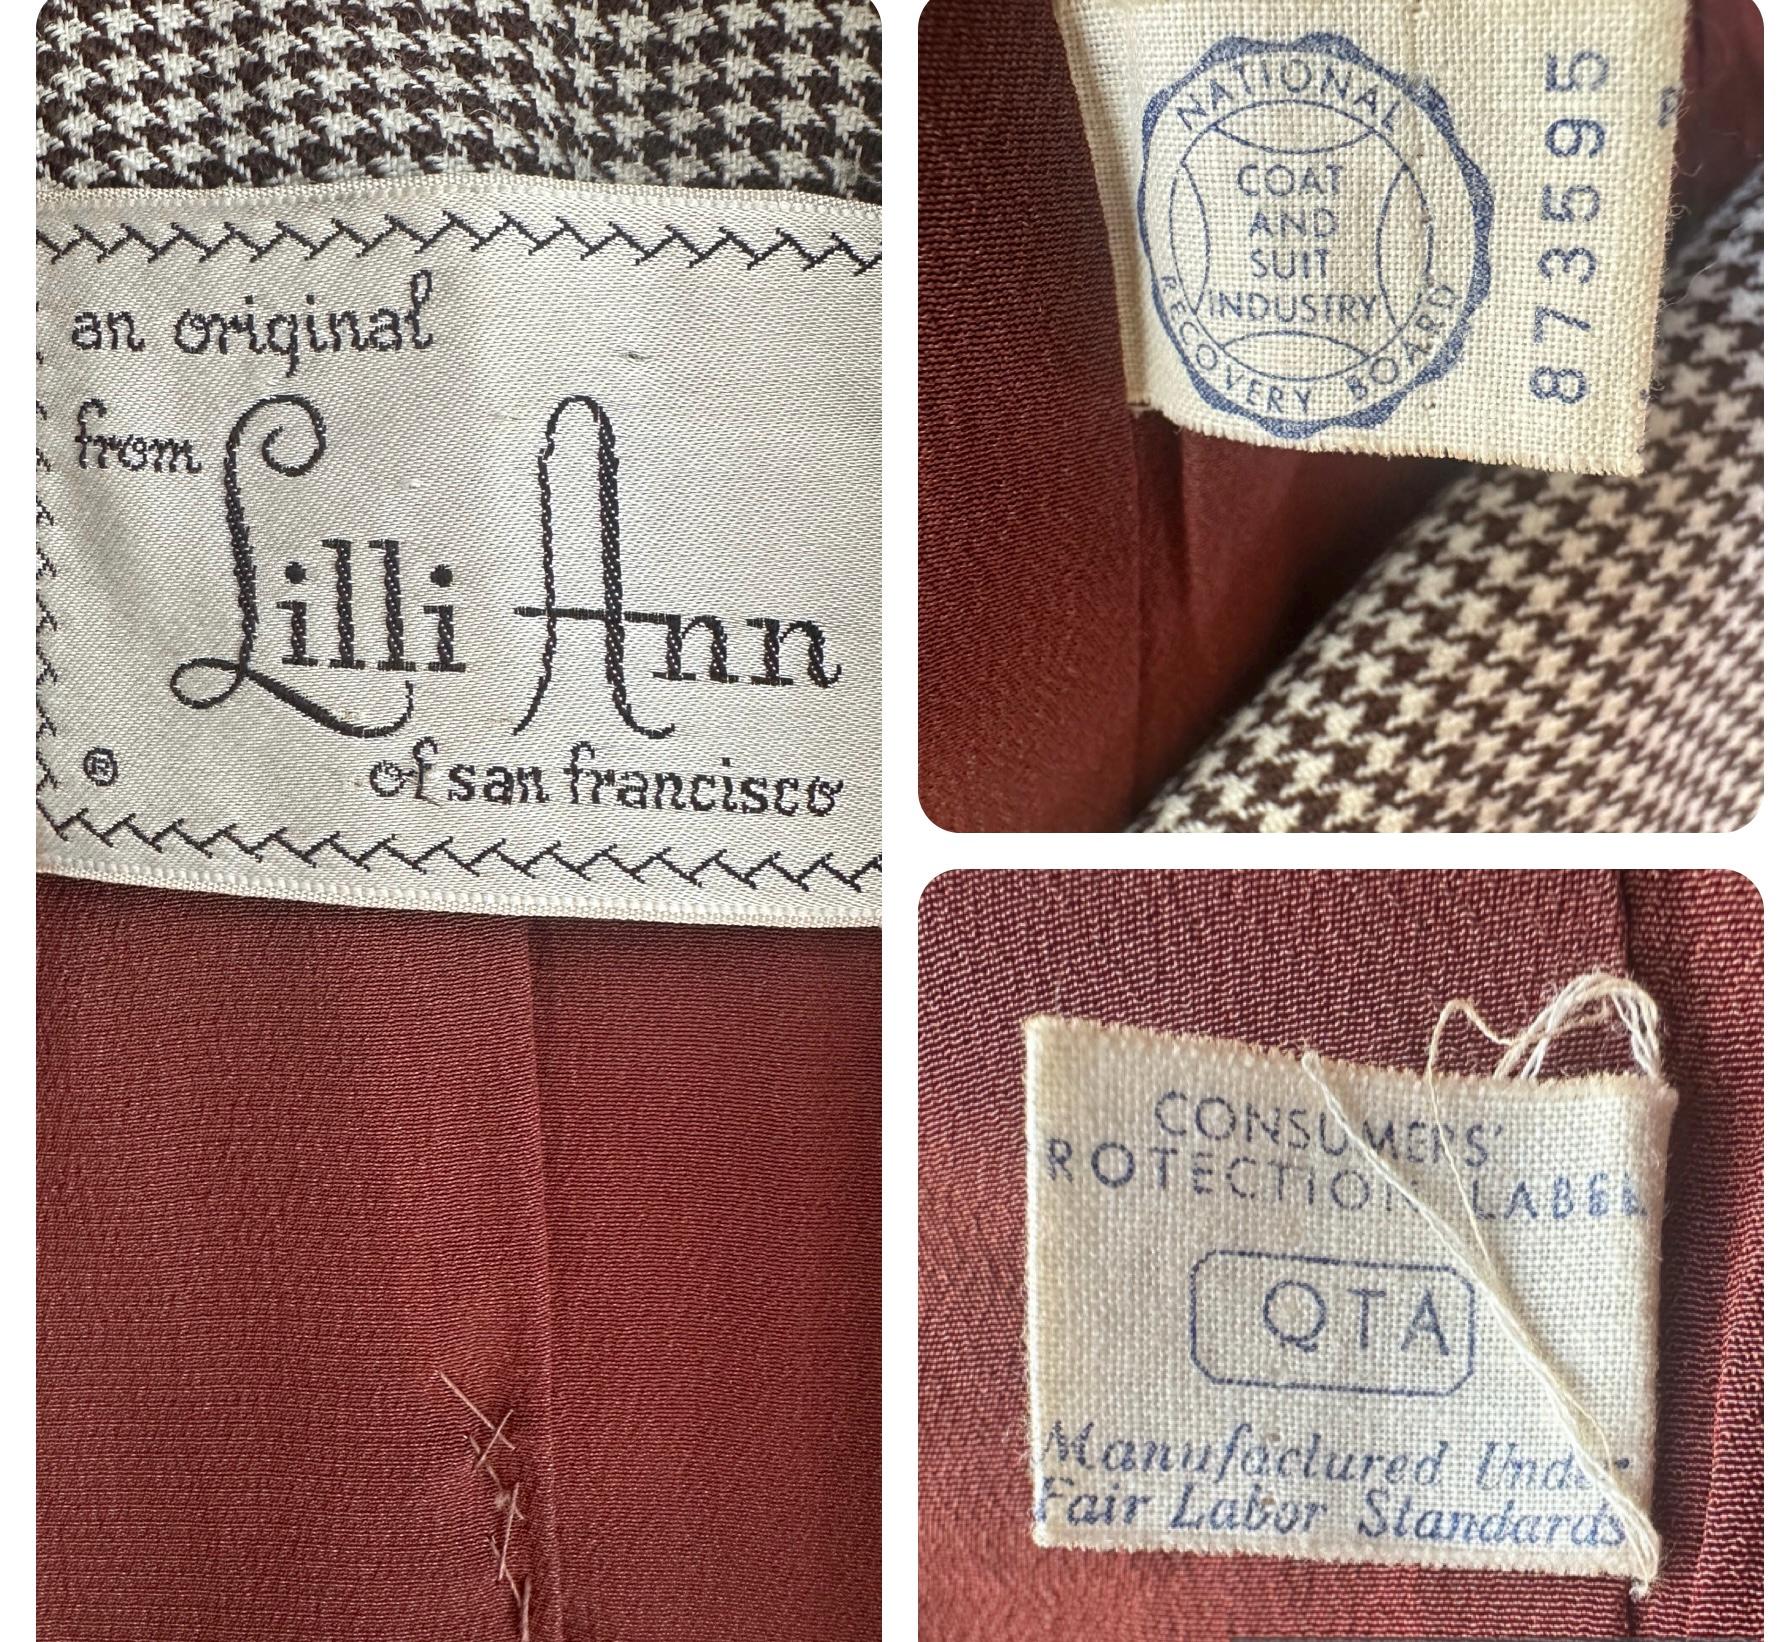 an original
from Lilli Ann
®
of san francisco
NATIONAL
COAT
AND
SUIT
INDUSTRY
RECOVERY BOARD
873595
CONSUMERS'
ROTECTION LABEL
QTA
Manufactured Under
Fair Labor Standards